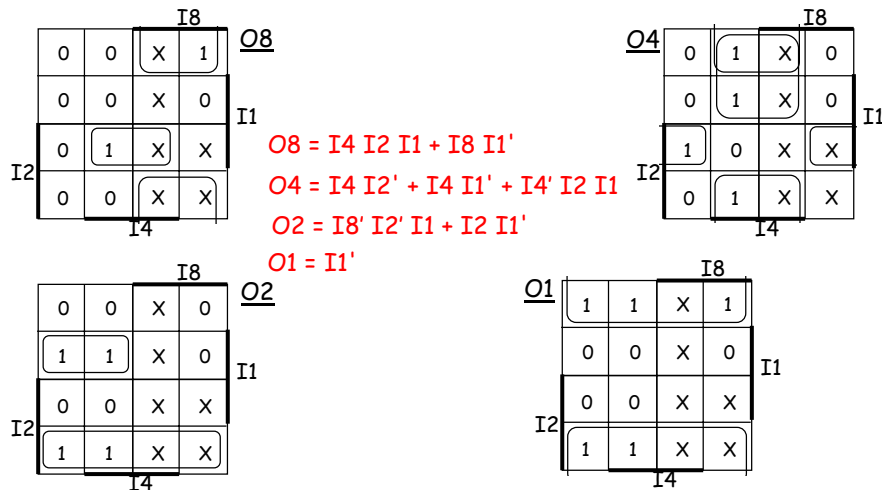 I8
O8
0 0 X 1
0 0 X 0
0 1 X X
0 0 X X
I1
I2
I4
I8
O4
0 1 X 0
0 1 X 0
1 0 X X
0 1 X X
I1
I2
I4
O8 = I4 I2 I1 + I8 I1'
O4 = I4 I2' + I4 I1' + I4' I2 I1
O2 = I8' I2' I1 + I2 I1'
O1 = I1'
I8
O2
0 0 X 0
1 1 X 0
0 0 X X
1 1 X X
I1
I2
I4
I8
O1
1 1 X 1
0 0 X 0
0 0 X X
1 1 X X
I1
I2
I4